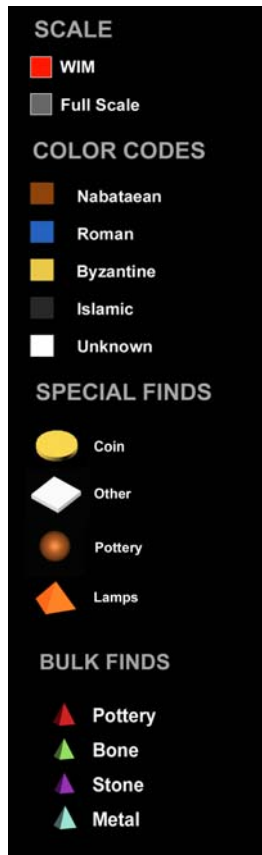 SCALE
WIM
Full Scale
COLOR CODES
Nabataean
Roman
Byzantine
Islamic
Unknown
SPECIAL FINDS
Coin
Other
Pottery
Lamps
BULK FINDS
Pottery
Bone
Stone
Metal